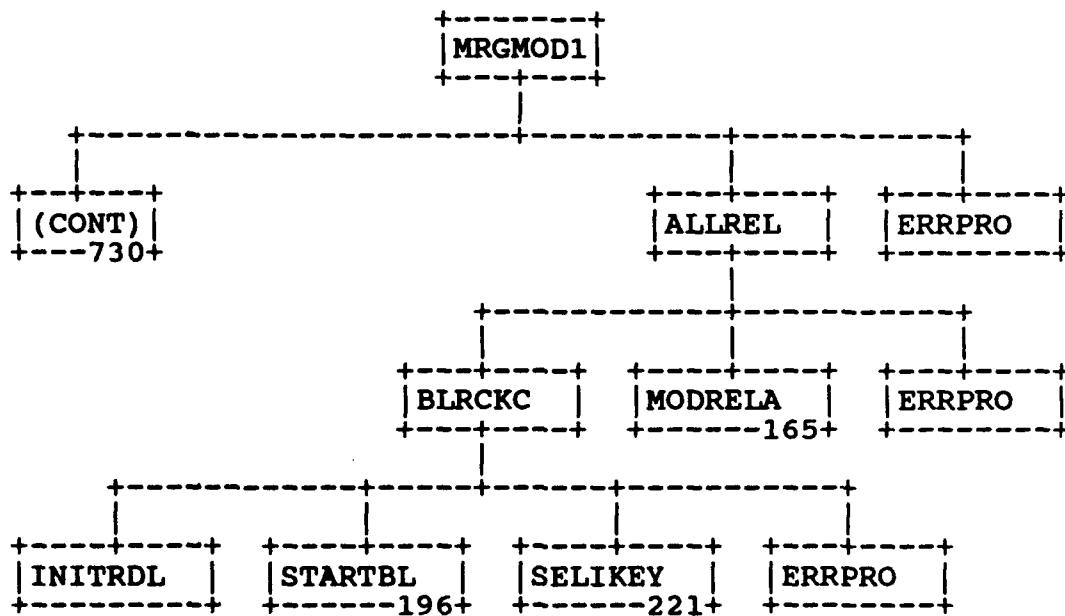 MRGMOD1
(CONT) ALLREL ERRPRO
730
BLRCKC MODRELA ERRPRO
165
INITRDL STARTBL SELIKEY ERRPRO
196 221